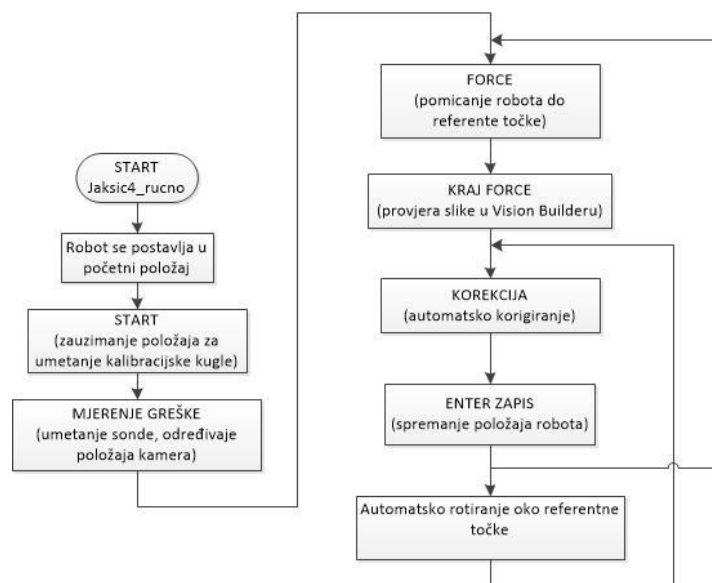 START
Jaksic4_rucno
Robot se postavlja u
početni položaj
START
(zauzimanje položaja za
umetanje kalibracijske kugle)
MJERENJE GREŠKE
(umetanje sonde, određivaje
položaja kamera)
FORCE
(pomicanje robota do
referente točke)
KRAJ FORCE
(provjera slike u Vision Builderu)
KOREKCIJA
(automatsko korigiranje)
ENTER ZAPIS
(spremanje položaja robota)
Automatsko rotiranje oko referentne
točke